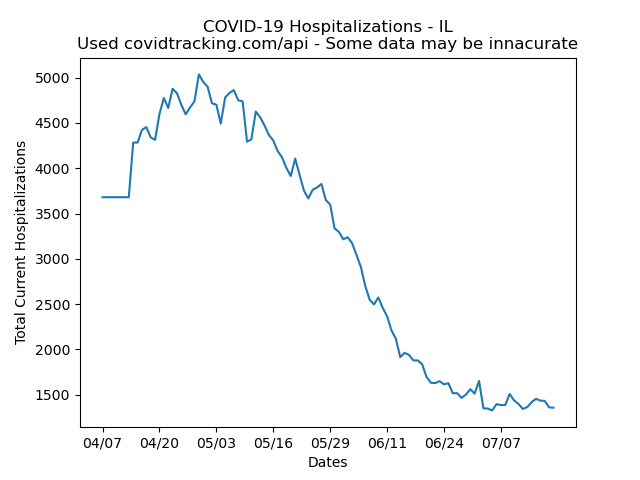 COVID-19 Hospitalizations - IL
Used covidtracking.com/api - Some data may be innacurate
Total Current Hospitalizations
5000
4500
4000
3500
3000
2500
2000
1500
04/07 04/20 05/03 05/16 05/29 06/11 06/24 07/07
Dates